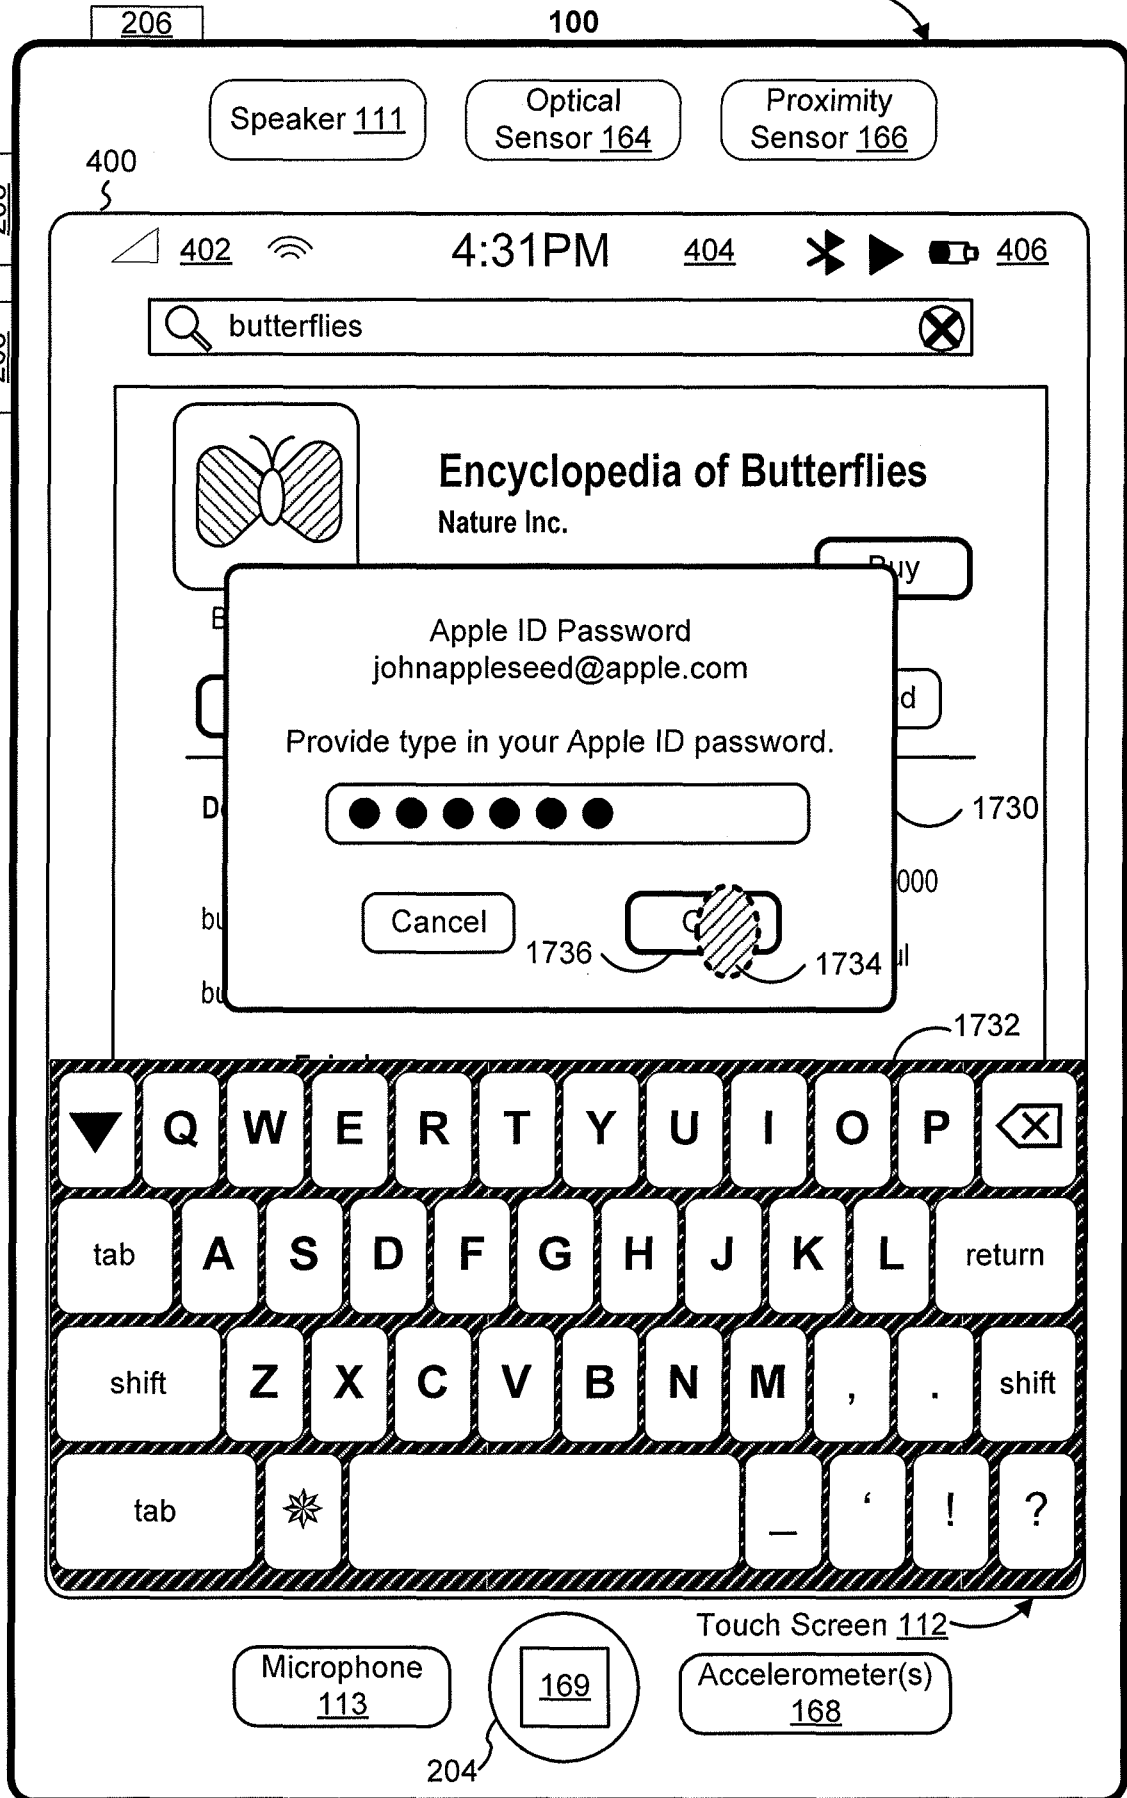 206
100
Speaker 111
Optical
Sensor 164
Proximity
Sensor 166
400
402
4:31PM
404
406
butterflies
Encyclopedia of Butterflies
Nature Inc.
Buy
Apple ID Password
johnappleseed@apple.com
Provide type in your Apple ID password.
1730
000
Cancel
1736
1734
1732
Q W E R T Y U I O P
tab A S D F G H J K L return
shift Z X C V B N M , . shift
tab _ ‘ ! ?
Touch Screen 112
Microphone
113
169
Accelerometer(s)
168
204